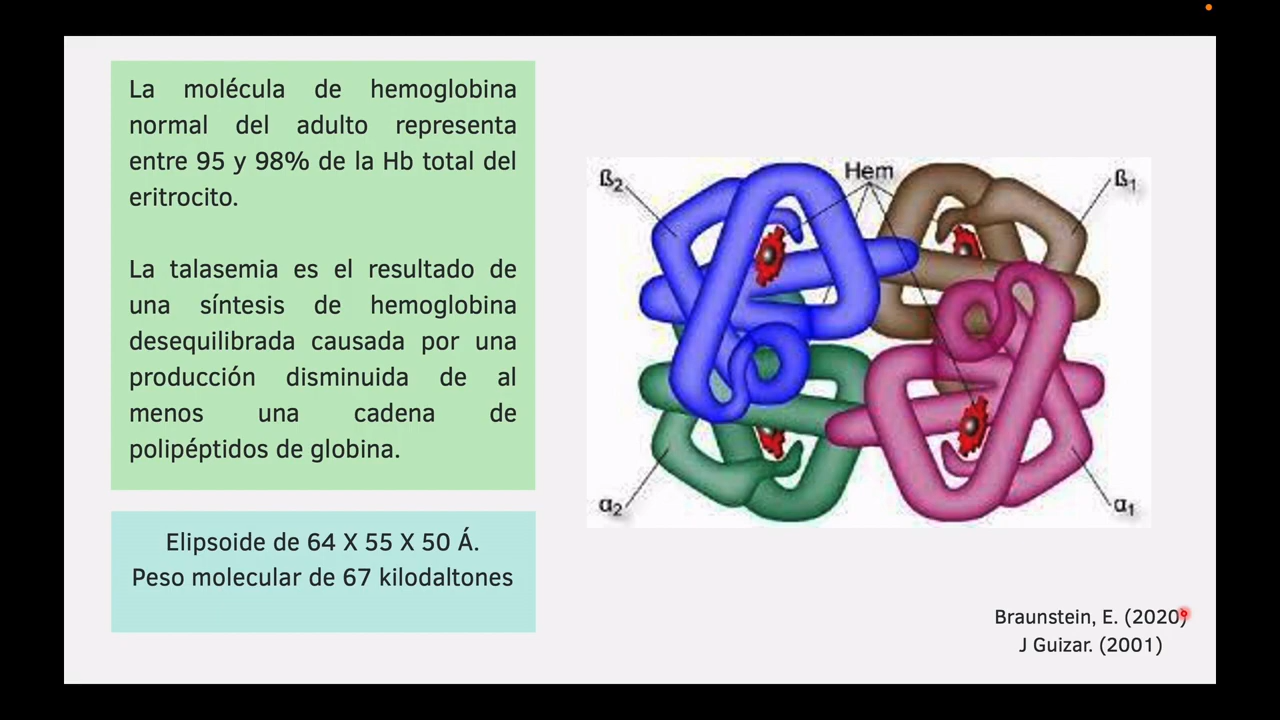 La molécula de hemoglobina
normal del adulto representa
entre 95 y 98% de la Hb total del
eritrocito.
La talasemia es el resultado de
una síntesis de hemoglobina
desequilibrada causada por una
producción disminuida de al
menos una cadena de
polipéptidos de globina.
Elipsoide de 64 X 55 X 50 Á.
Peso molecular de 67 kilodaltones
Hem
ß2
ß1
α2
α1
Braunstein, E. (2020)
J Guizar. (2001)